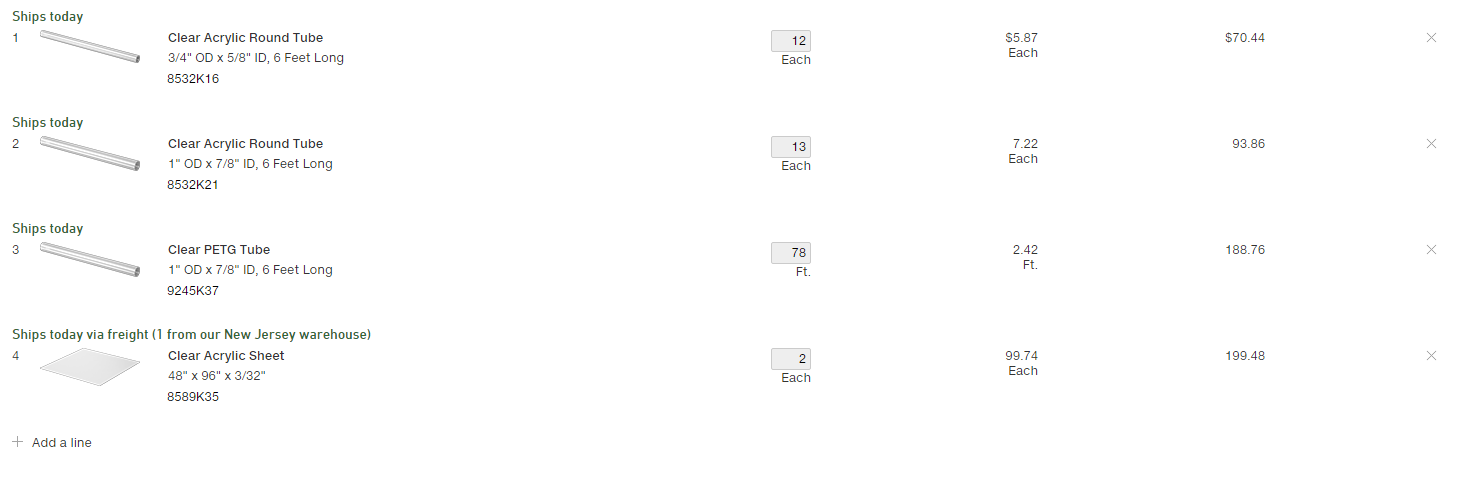 Ships today
1 Clear Acrylic Round Tube 12 $5.87 $70.44
3/4" OD x 5/8" ID, 6 Feet Long Each Each
8532K16
Ships today
2 Clear Acrylic Round Tube 13 7.22 93.86
1" OD x 7/8" ID, 6 Feet Long Each Each
8532K21
Ships today
3 Clear PETG Tube 78 2.42 188.76
1" OD x 7/8" ID, 6 Feet Long Ft. Ft.
9245K37
Ships today via freight (1 from our New Jersey warehouse)
4 Clear Acrylic Sheet 2 99.74 199.48
48" x 96" x 3/32" Each Each
8589K35
Add a line